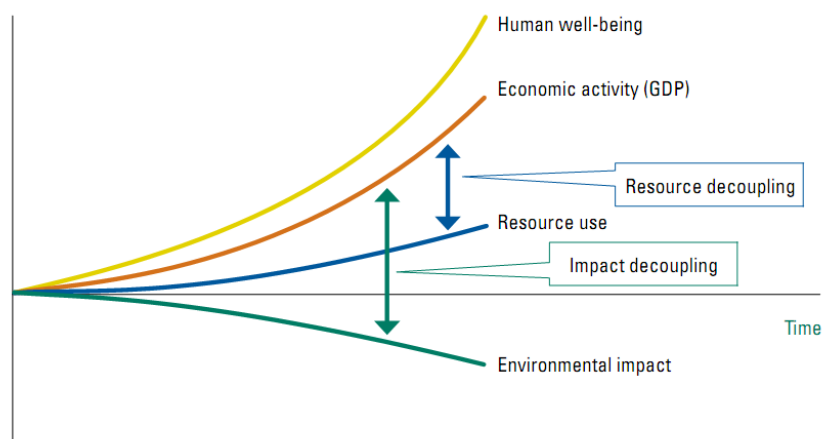 Human well-being
Economic activity (GDP)
Resource decoupling
Resource use
Impact decoupling
Time
Environmental impact